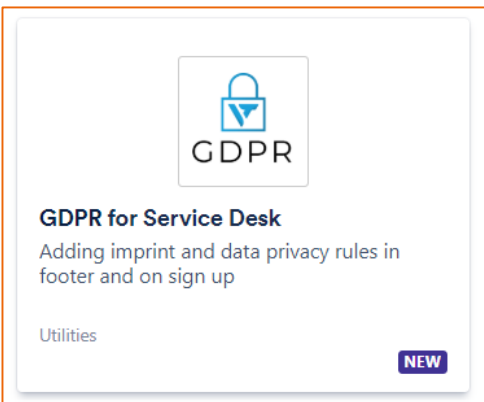 GDPR
GDPR for Service Desk
Adding imprint and data privacy rules in
footer and on sign up
Utilities
NEW